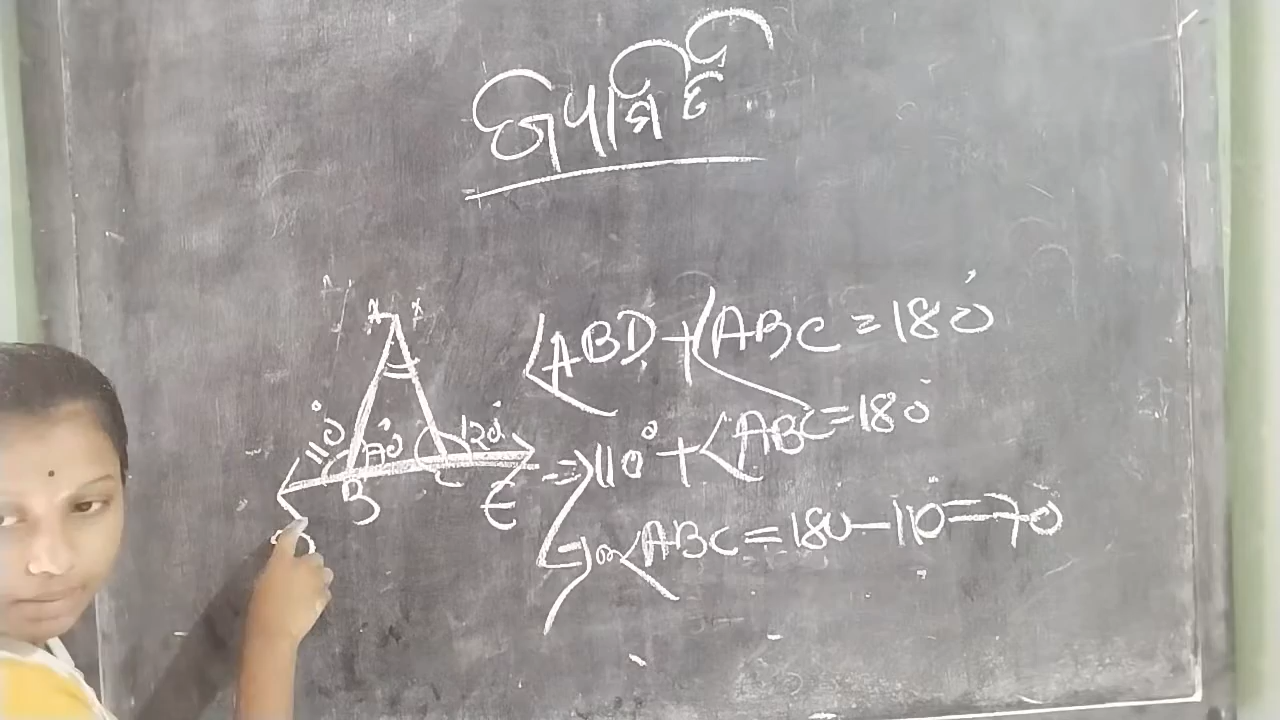 ଜ୍ୟାମିତି
A
110° 70° 120°
B C E
D
∠ABD + ∠ABC = 180°
⇒ 110° + ∠ABC = 180°
⇒ ∠ABC = 180 - 110° = 70°